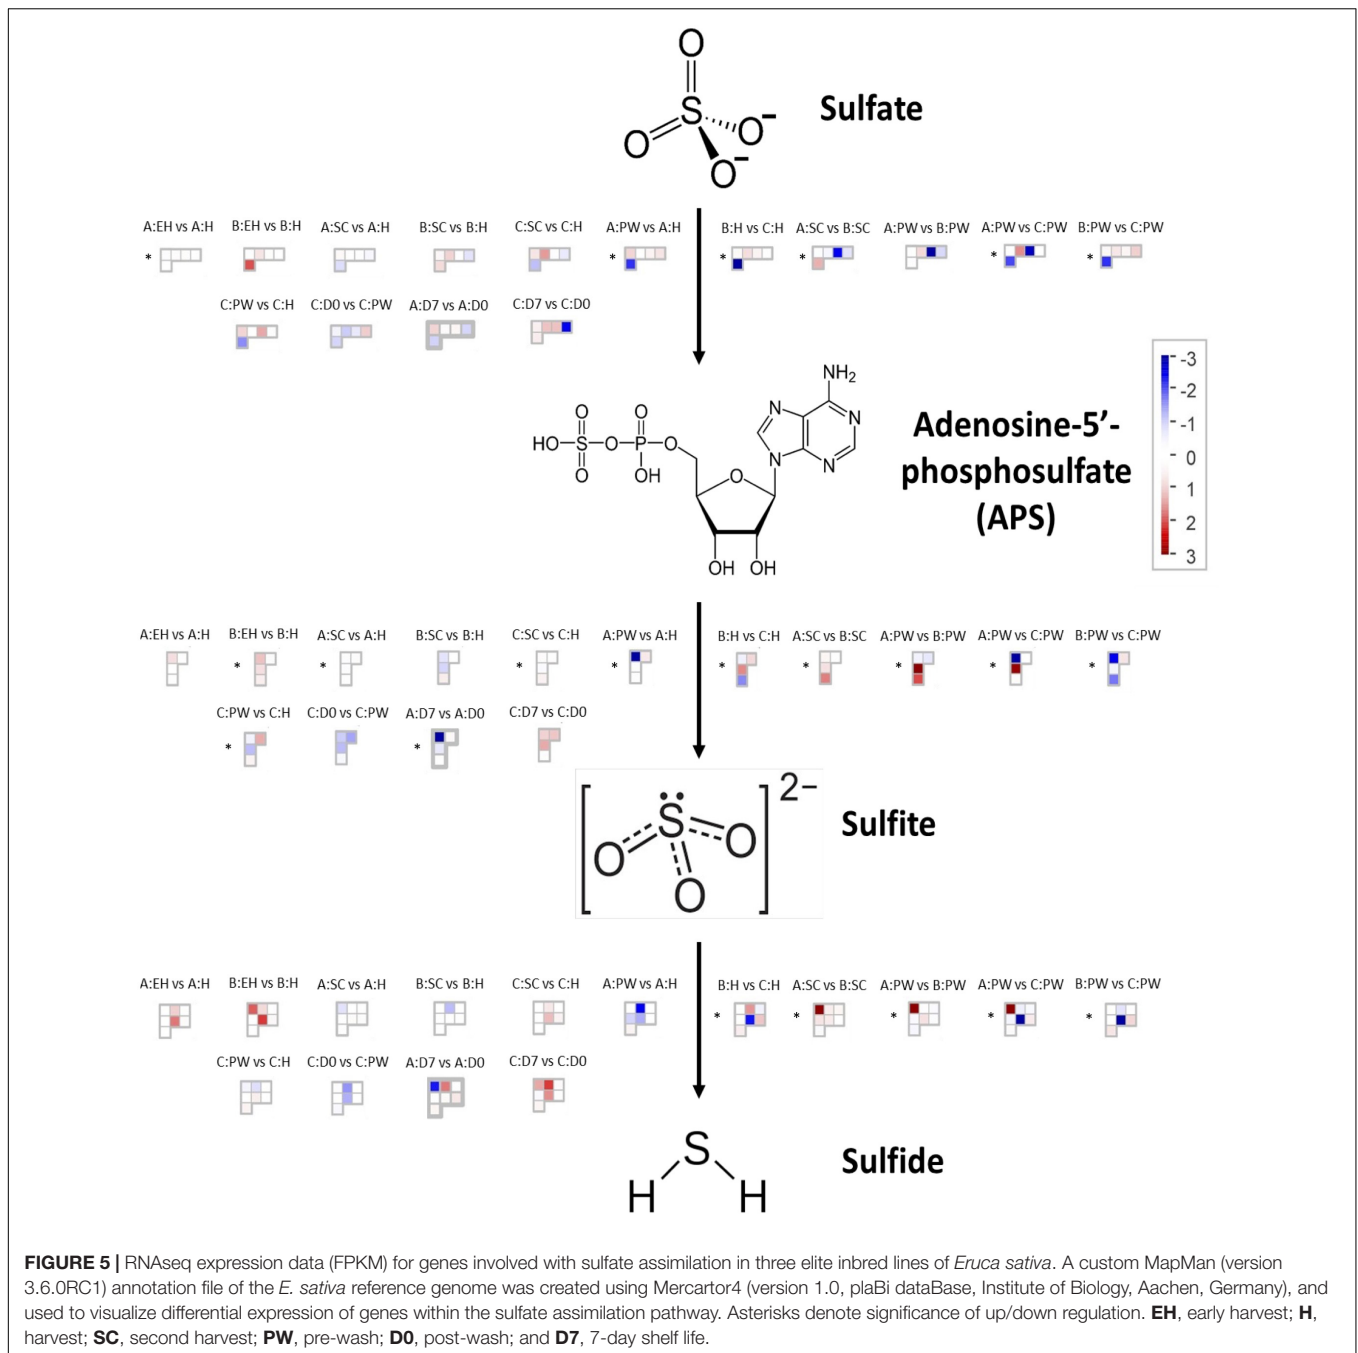 O
S
O
O−
O−
Sulfate
A:EH vs A:H B:EH vs B:H A:SC vs A:H B:SC vs B:H C:SC vs C:H A:PW vs A:H B:H vs C:H A:SC vs B:SC A:PW vs B:PW A:PW vs C:PW B:PW vs C:PW
* * * * * *
C:PW vs C:H C:D0 vs C:PW A:D7 vs A:D0 C:D7 vs C:D0
-3
-2
-1
0
1
2
3
NH2
N
N
N
N
O
O
HO
S
O
P
O
O
OH
O
OH
OH
Adenosine-5’-
phosphosulfate
(APS)
A:EH vs A:H B:EH vs B:H A:SC vs A:H B:SC vs B:H C:SC vs C:H A:PW vs A:H B:H vs C:H A:SC vs B:SC A:PW vs B:PW A:PW vs C:PW B:PW vs C:PW
* * * * * * * * *
C:PW vs C:H C:D0 vs C:PW A:D7 vs A:D0 C:D7 vs C:D0
* *
2−
S
O
O
O
Sulfite
A:EH vs A:H B:EH vs B:H A:SC vs A:H B:SC vs B:H C:SC vs C:H A:PW vs A:H B:H vs C:H A:SC vs B:SC A:PW vs B:PW A:PW vs C:PW B:PW vs C:PW
* * * * *
C:PW vs C:H C:D0 vs C:PW A:D7 vs A:D0 C:D7 vs C:D0
S
H
H
Sulfide
FIGURE 5 | RNAseq expression data (FPKM) for genes involved with sulfate assimilation in three elite inbred lines of Eruca sativa. A custom MapMan (version
3.6.0RC1) annotation file of the E. sativa reference genome was created using Mercartor4 (version 1.0, plaBi dataBase, Institute of Biology, Aachen, Germany), and
used to visualize differential expression of genes within the sulfate assimilation pathway. Asterisks denote significance of up/down regulation. EH, early harvest; H,
harvest; SC, second harvest; PW, pre-wash; D0, post-wash; and D7, 7-day shelf life.